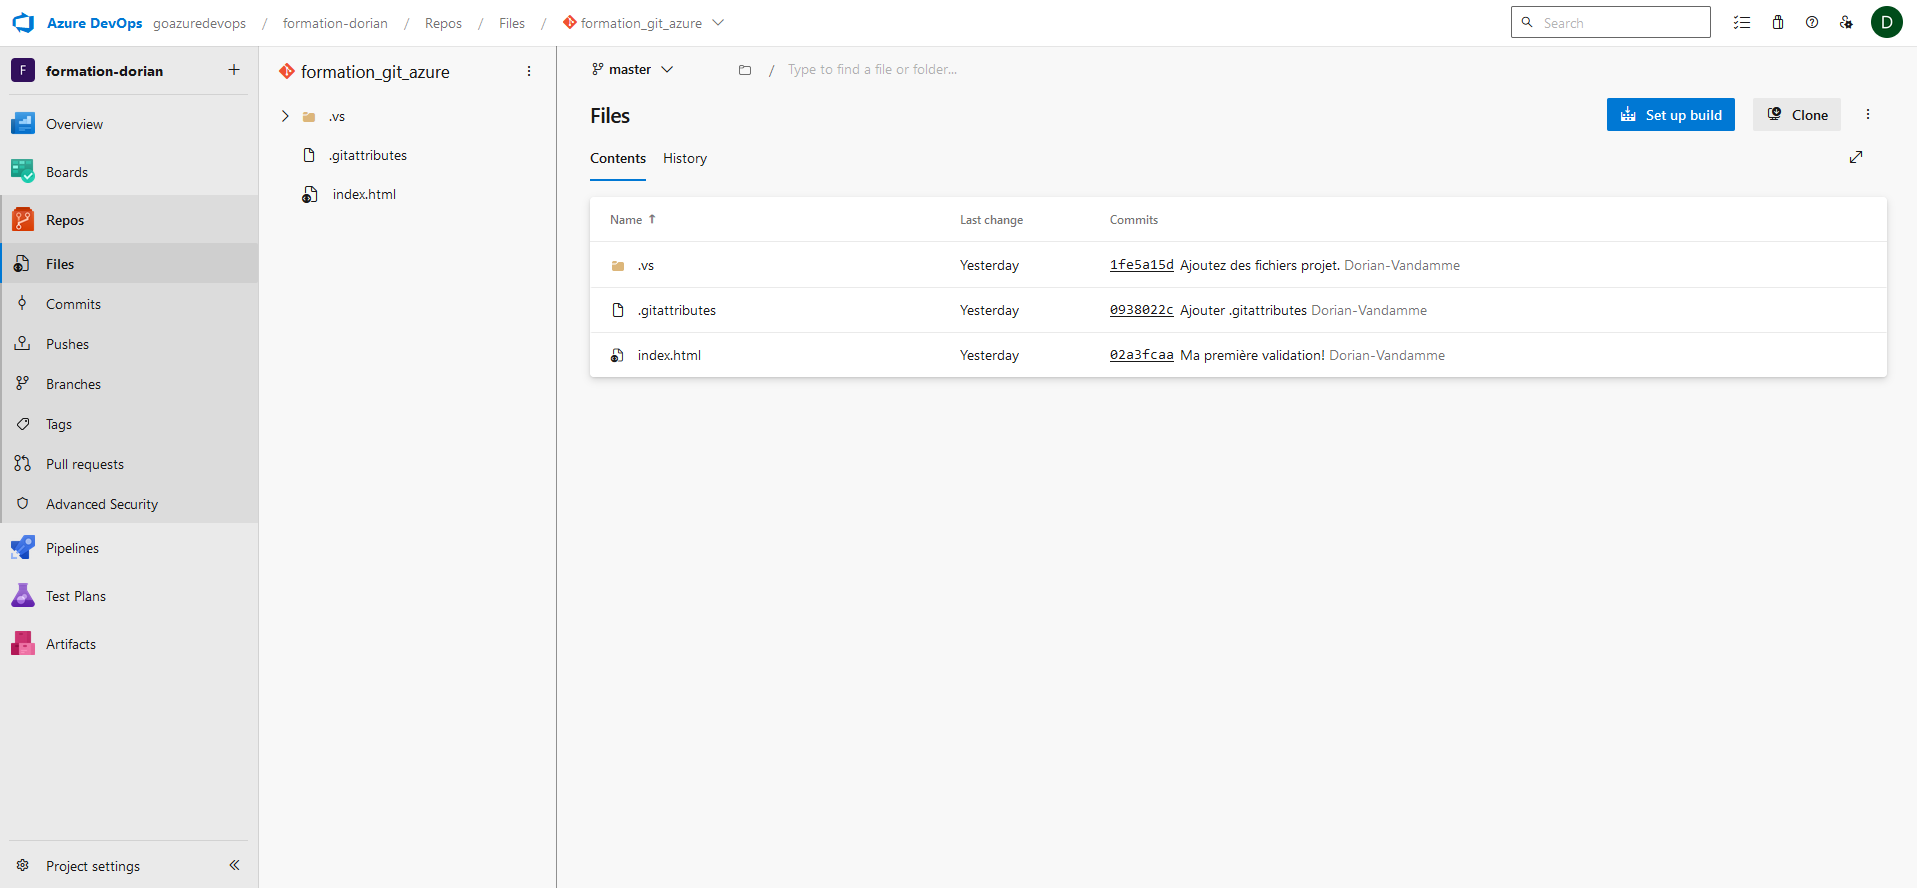 Azure DevOps goazuredevops / formation-dorian / Repos / Files / formation_git_azure
Search
D
F formation-dorian +
Overview
Boards
Repos
Files
Commits
Pushes
Branches
Tags
Pull requests
Advanced Security
Pipelines
Test Plans
Artifacts
Project settings
formation_git_azure
.vs
.gitattributes
index.html
master / Type to find a file or folder...
Files
Set up build
Clone
Contents History
Name ↑ Last change Commits
.vs Yesterday 1fe5a15d Ajoutez des fichiers projet. Dorian-Vandamme
.gitattributes Yesterday 0938022c Ajouter .gitattributes Dorian-Vandamme
index.html Yesterday 02a3fcaa Ma première validation! Dorian-Vandamme